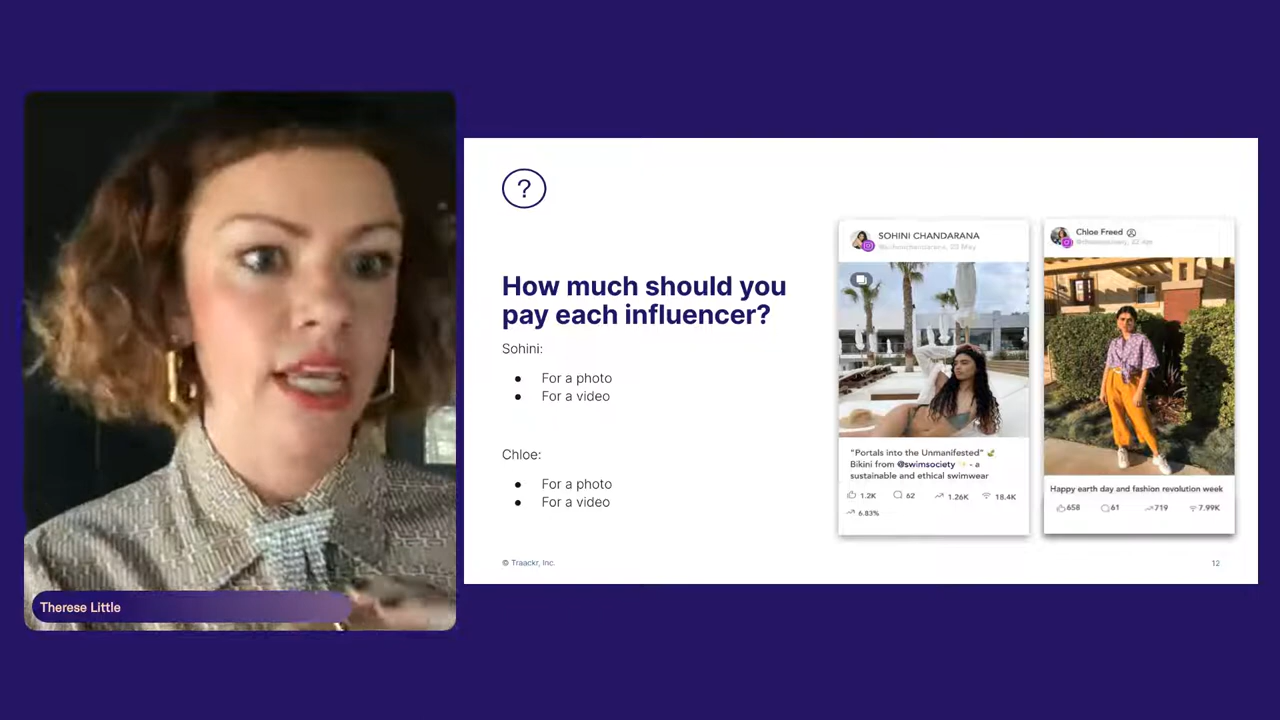 ?
How much should you
pay each influencer?
Sohini:
● For a photo
● For a video
Chloe:
● For a photo
● For a video
© Traackr, Inc.
12
SOHINI CHANDARANA
"Portals into the Unmanifested"
Bikini from @swimsociety - a
sustainable and ethical swimwear
1.2K 62 1.26K 18.4K
6.83%
Chloe Freed
Happy earth day and fashion revolution week
658 61 719 7.99K
Therese Little